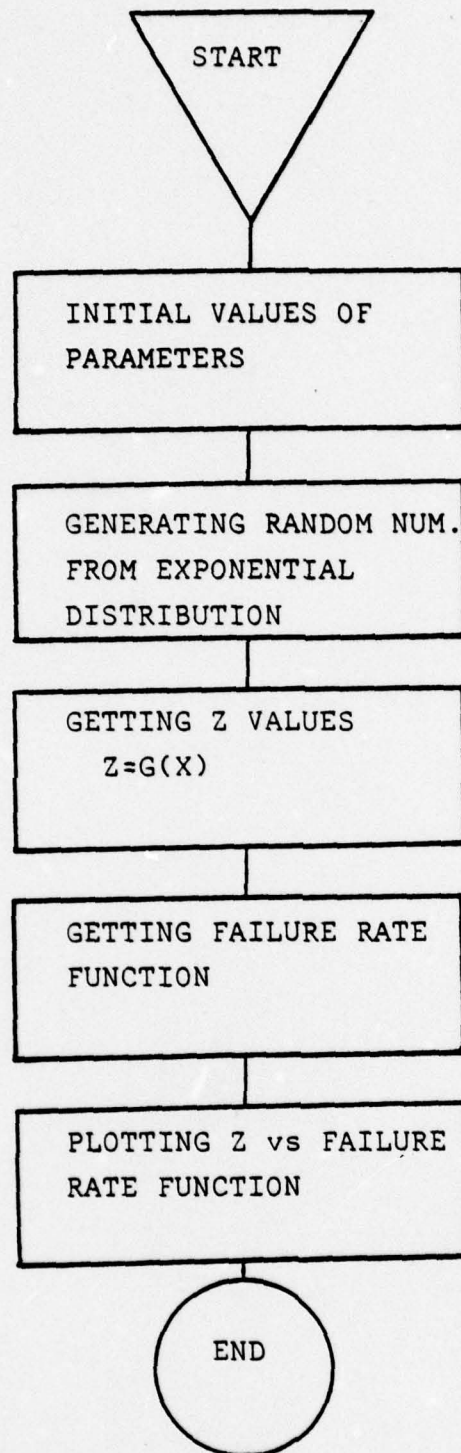 START
INITIAL VALUES OF
PARAMETERS
GENERATING RANDOM NUM.
FROM EXPONENTIAL
DISTRIBUTION
GETTING Z VALUES
Z=G(X)
GETTING FAILURE RATE
FUNCTION
PLOTTING Z vs FAILURE
RATE FUNCTION
END